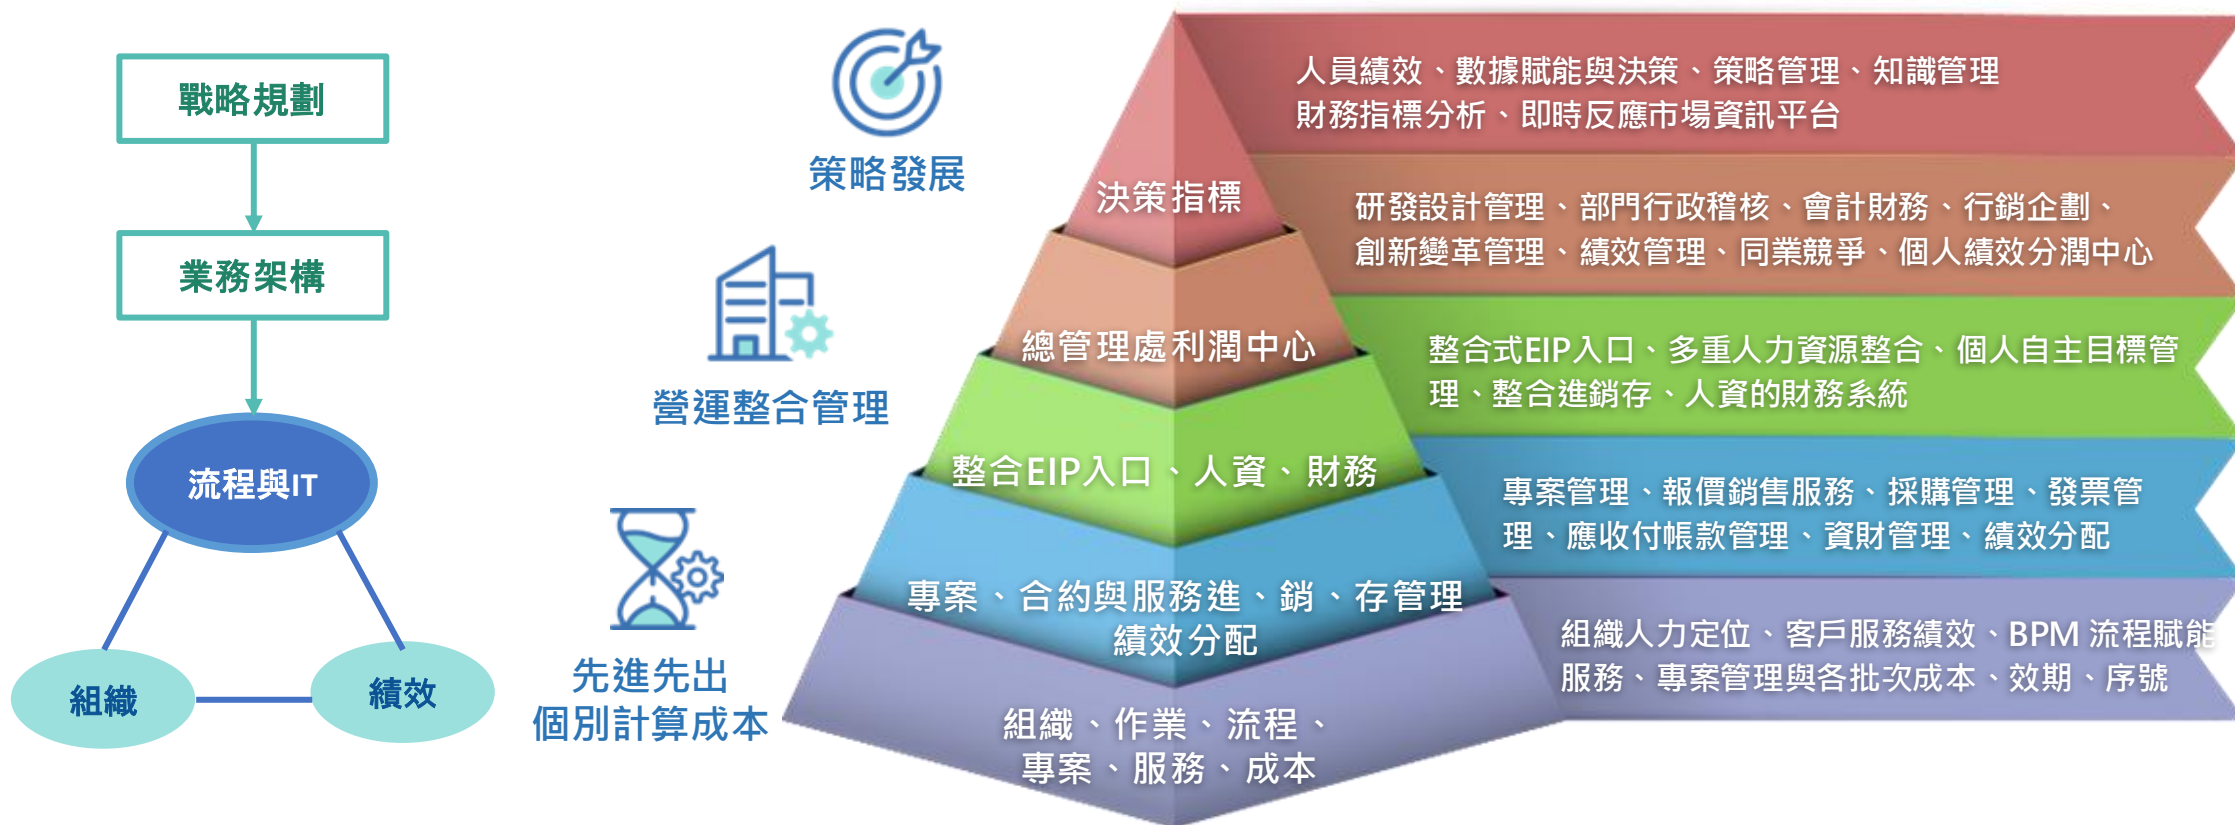 戰略規劃
業務架構
流程與IT
組織
績效
策略發展
營運整合管理
先進先出
個別計算成本
決策指標
總管理處利潤中心
整合EIP入口、人資、財務
專案、合約與服務進、銷、存管理
績效分配
組織、作業、流程、
專案、服務、成本
人員績效、數據賦能與決策、策略管理、知識管理
財務指標分析、即時反應市場資訊平台
研發設計管理、部門行政稽核、會計財務、行銷企劃、
創新變革管理、績效管理、同業競爭、個人績效分潤中心
整合式EIP入口、多重人力資源整合、個人自主目標管
理、整合進銷存、人資的財務系統
專案管理、報價銷售服務、採購管理、發票管
理、應收付帳款管理、資財管理、績效分配
組織人力定位、客戶服務績效、BPM 流程賦能
服務、專案管理與各批次成本、效期、序號